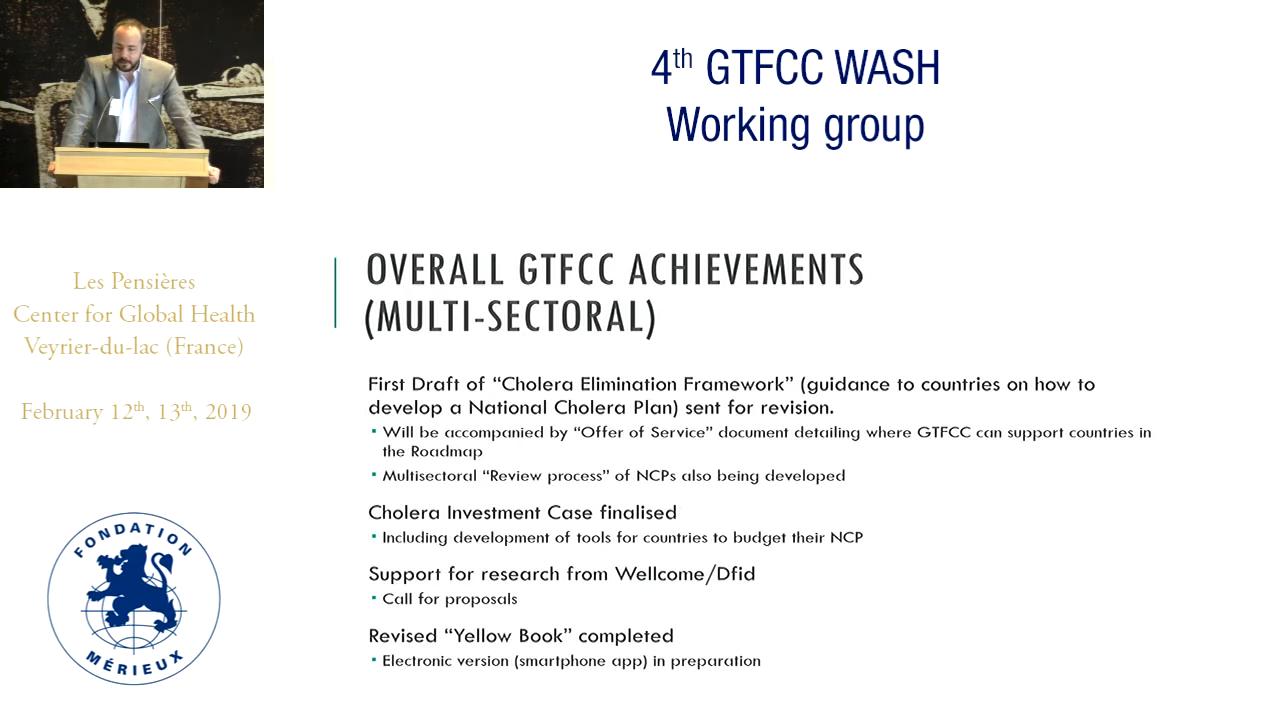 4th GTFCC WASH
Working group
Les Pensières
Center for Global Health
Veyrier-du-lac (France)
February 12th, 13th, 2019
FONDATION
MÉRIEUX
OVERALL GTFCC ACHIEVEMENTS
(MULTI-SECTORAL)
First Draft of “Cholera Elimination Framework” (guidance to countries on how to
develop a National Cholera Plan) sent for revision.
▪ Will be accompanied by “Offer of Service” document detailing where GTFCC can support countries in
the Roadmap
▪ Multisectoral “Review process” of NCPs also being developed
Cholera Investment Case finalised
▪ Including development of tools for countries to budget their NCP
Support for research from Wellcome/Dfid
▪ Call for proposals
Revised “Yellow Book” completed
▪ Electronic version (smartphone app) in preparation